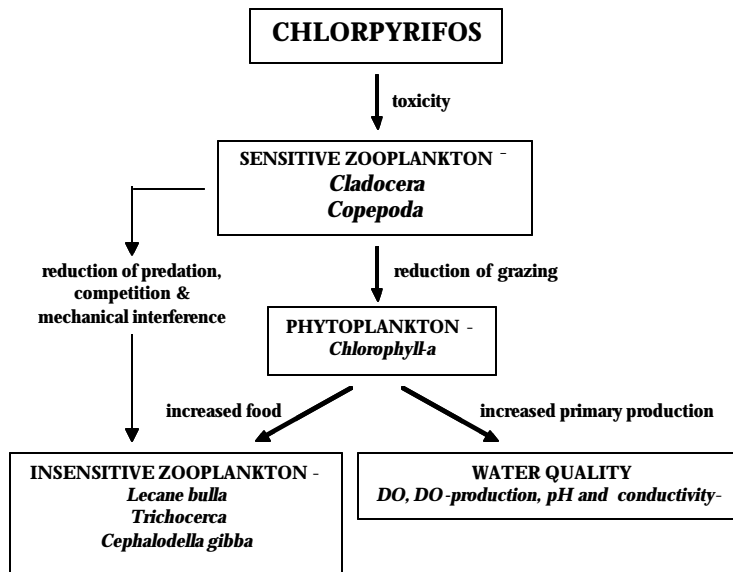 CHLORPYRIFOS
toxicity
SENSITIVE ZOOPLANKTON -
Cladocera
Copepoda
reduction of predation,
competition &
mechanical interference
reduction of grazing
PHYTOPLANKTON -
Chlorophyll-a
increased food
increased primary production
INSENSITIVE ZOOPLANKTON -
Lecane bulla
Trichocerca
Cephalodella gibba
WATER QUALITY
DO, DO-production, pH and conductivity-